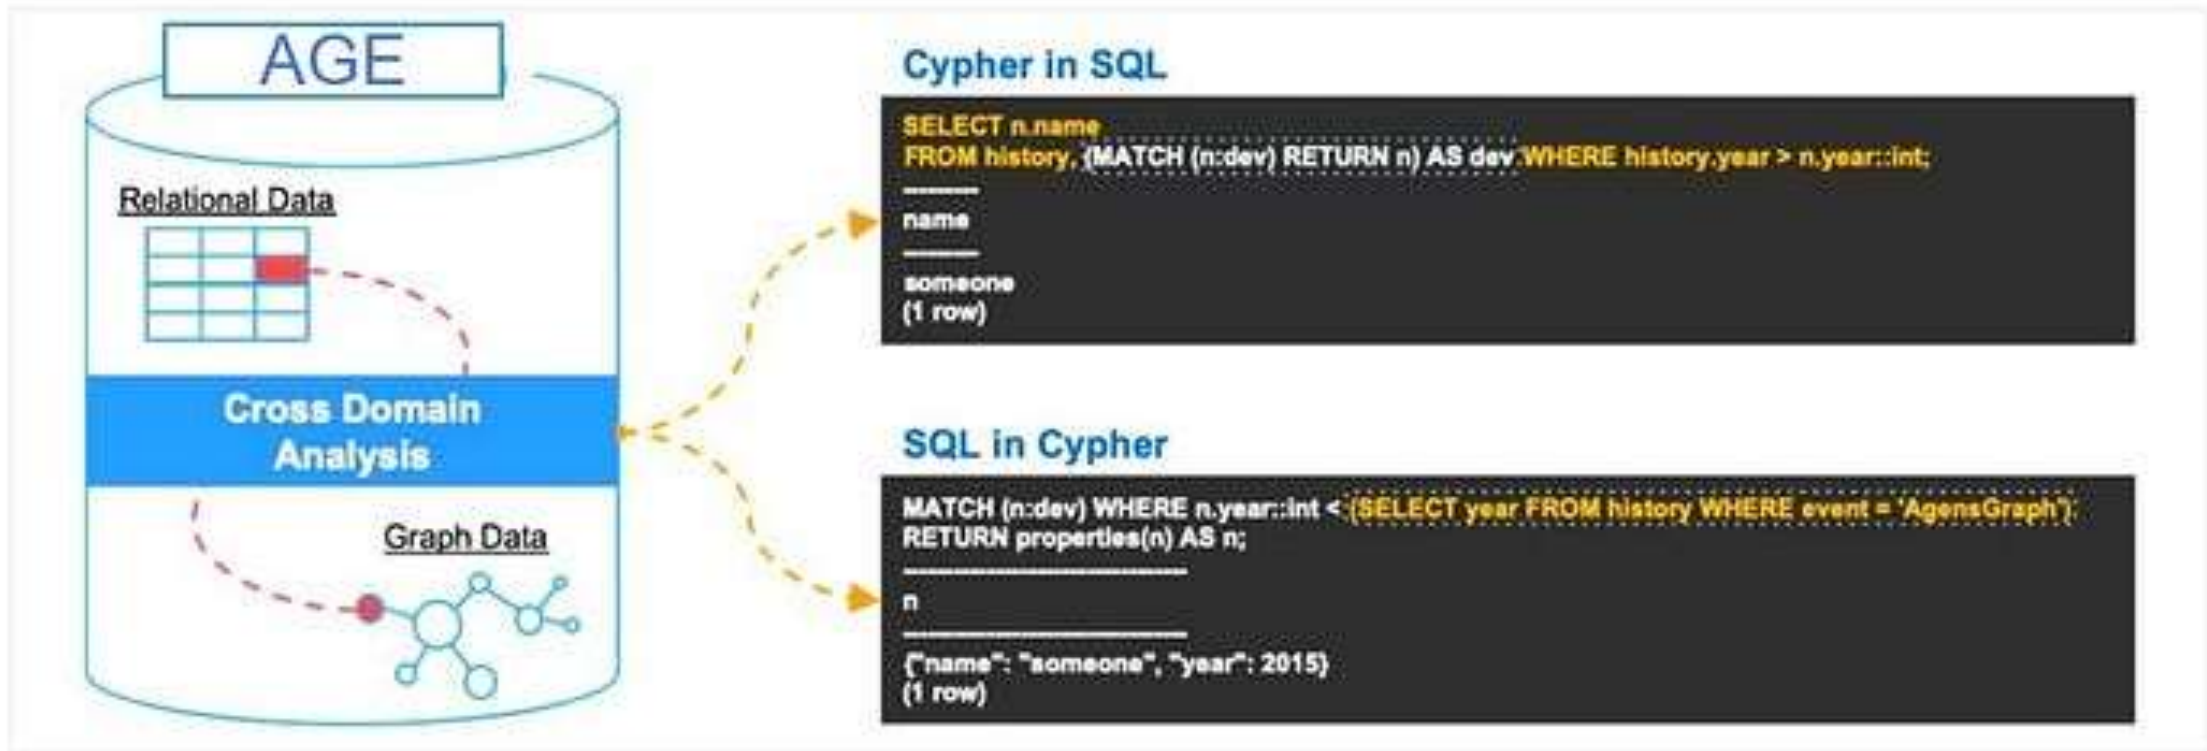 AGE
Relational Data
Cross Domain
Analysis
Graph Data
Cypher in SQL
SELECT n.name
FROM history, (MATCH (n:dev) RETURN n) AS dev WHERE history.year > n.year::int;
name
someone
(1 row)
SQL in Cypher
MATCH (n:dev) WHERE n.year::int < (SELECT year FROM history WHERE event = 'AgensGraph')
RETURN properties(n) AS n;
n
{"name": "someone", "year": 2015}
(1 row)